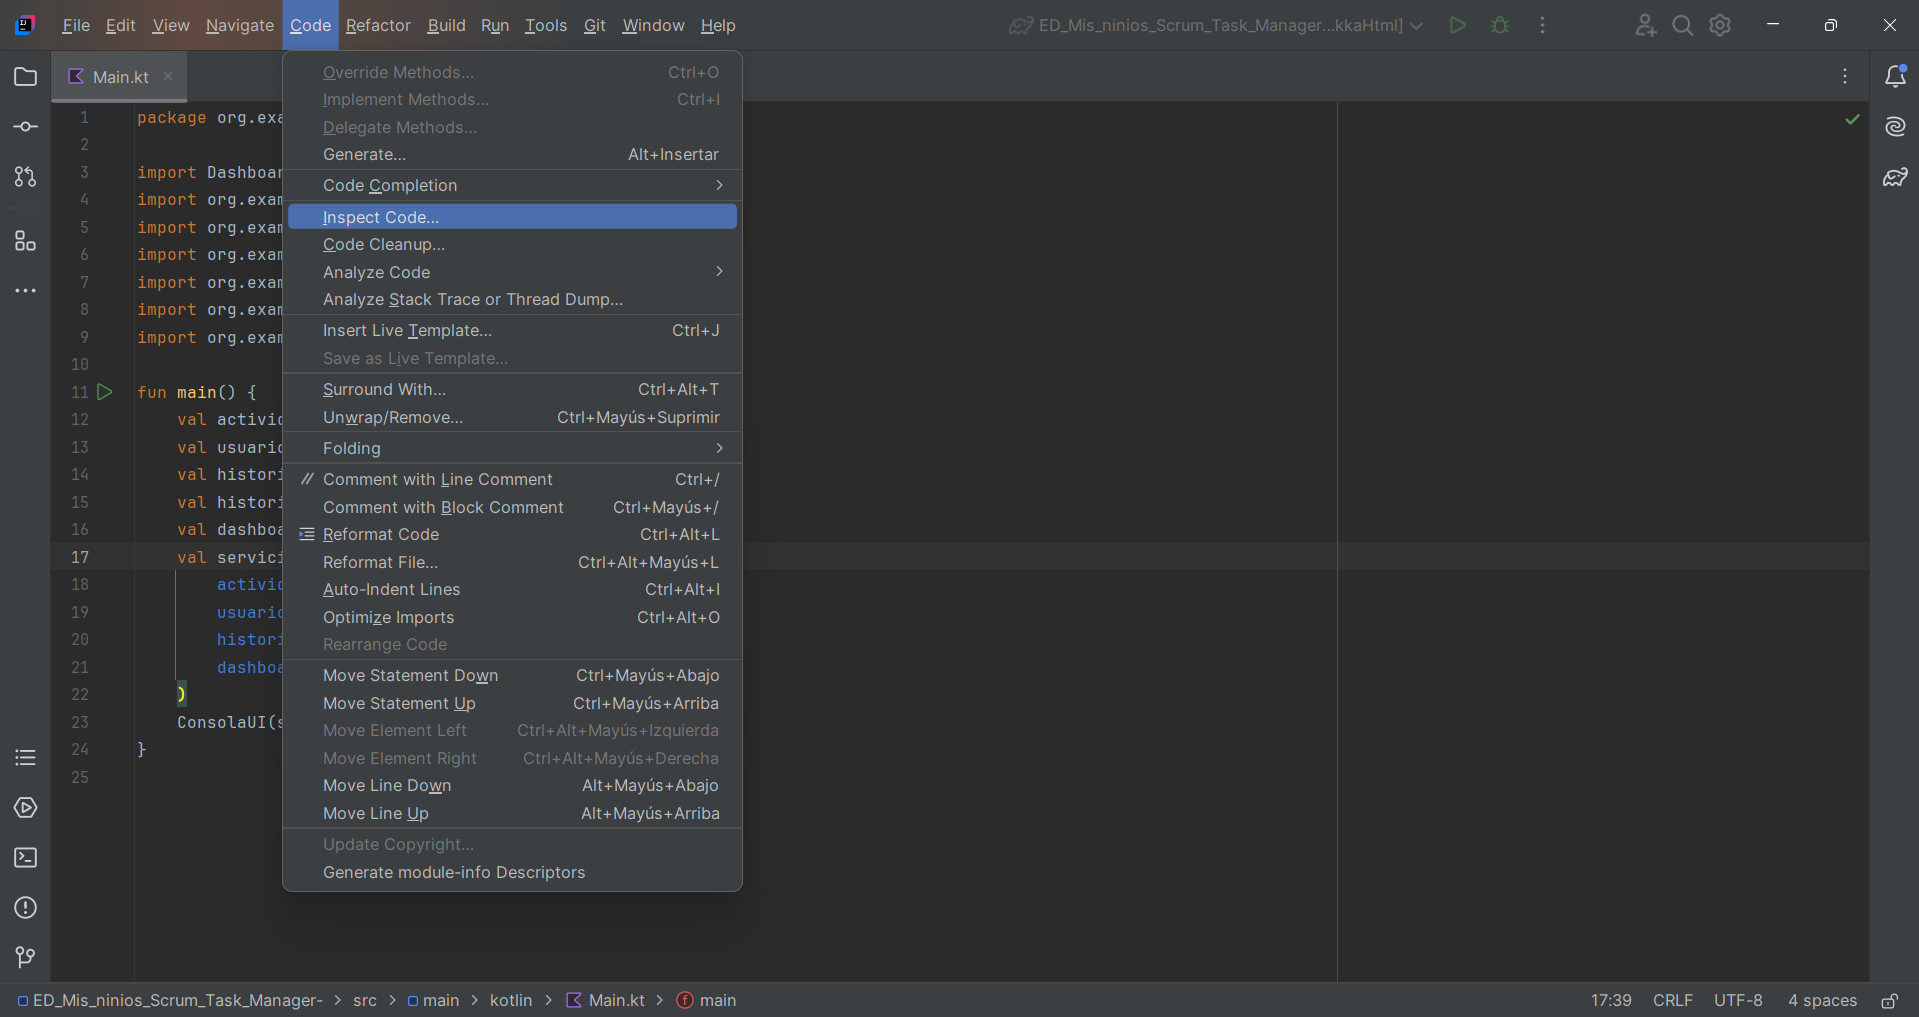 File Edit View Navigate Code Refactor Build Run Tools Git Window Help ED_Mis_ninios_Scrum_Task_Manager...kkaHtml]
Main.kt
Override Methods... Ctrl+O
Implement Methods... Ctrl+I
Delegate Methods...
Generate... Alt+Insertar
Code Completion
Inspect Code...
Code Cleanup...
Analyze Code
Analyze Stack Trace or Thread Dump...
Insert Live Template... Ctrl+J
Save as Live Template...
Surround With... Ctrl+Alt+T
Unwrap/Remove... Ctrl+Mayús+Suprimir
Folding
// Comment with Line Comment Ctrl+/
Comment with Block Comment Ctrl+Mayús+/
Reformat Code Ctrl+Alt+L
Reformat File... Ctrl+Alt+Mayús+L
Auto-Indent Lines Ctrl+Alt+I
Optimize Imports Ctrl+Alt+O
Rearrange Code
Move Statement Down Ctrl+Mayús+Abajo
Move Statement Up Ctrl+Mayús+Arriba
Move Element Left Ctrl+Alt+Mayús+Izquierda
Move Element Right Ctrl+Alt+Mayús+Derecha
Move Line Down Alt+Mayús+Abajo
Move Line Up Alt+Mayús+Arriba
Update Copyright...
Generate module-info Descriptors
1 package org.exa
2
3 import Dashboar
4 import org.exam
5 import org.exam
6 import org.exam
7 import org.exam
8 import org.exam
9 import org.exam
10
11 fun main() {
12 val activid
13 val usuario
14 val histori
15 val histori
16 val dashboa
17 val servici
18 activid
19 usuario
20 histori
21 dashboa
22 )
23 ConsolaUI(s
24 }
25
ED_Mis_ninios_Scrum_Task_Manager- > src > main > kotlin > Main.kt > f main 17:39 CRLF UTF-8 4 spaces